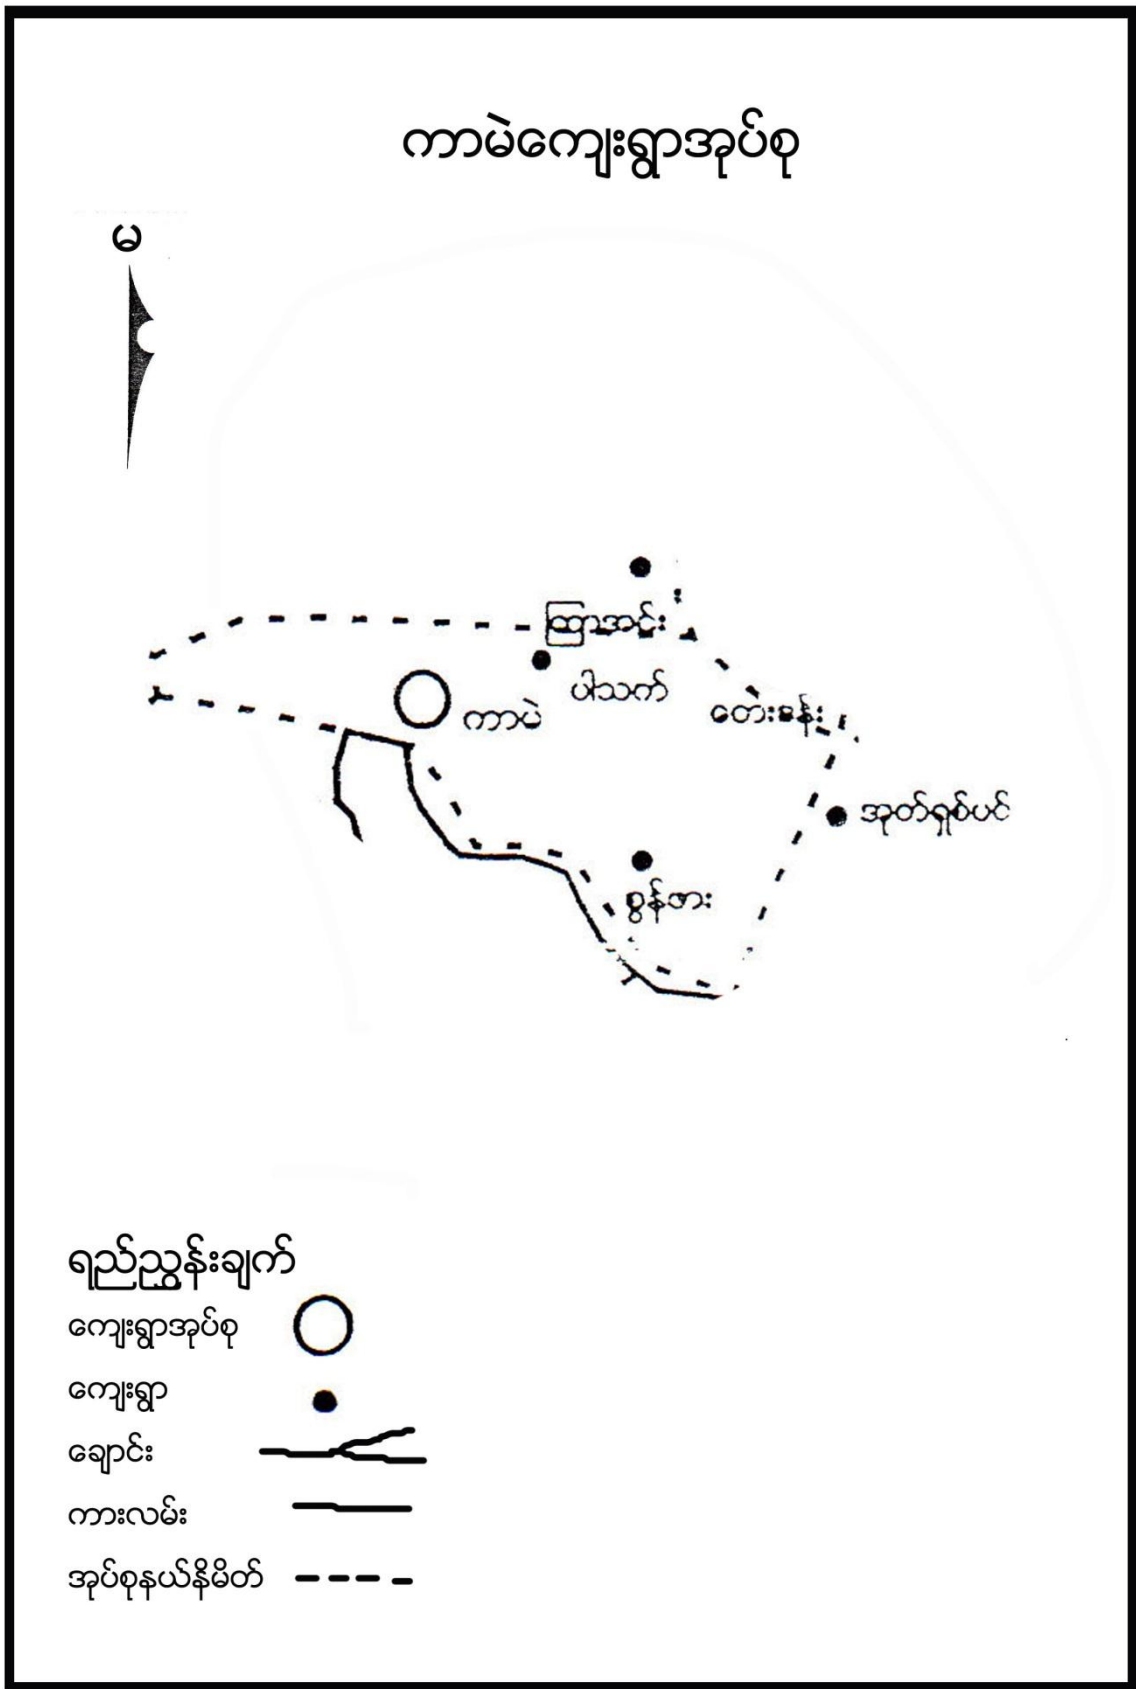 ကာမဲကျေးရွာအုပ်စု
မ
ထြာအင်း
ပါသက်
ကာမဲ
တေးခန်း
အုတ်ရှစ်ပင်
စွန်ဇား
ရည်ညွှန်းချက်
ကျေးရွာအုပ်စု
ကျေးရွာ
ချောင်း
ကားလမ်း
အုပ်စုနယ်နိမိတ်